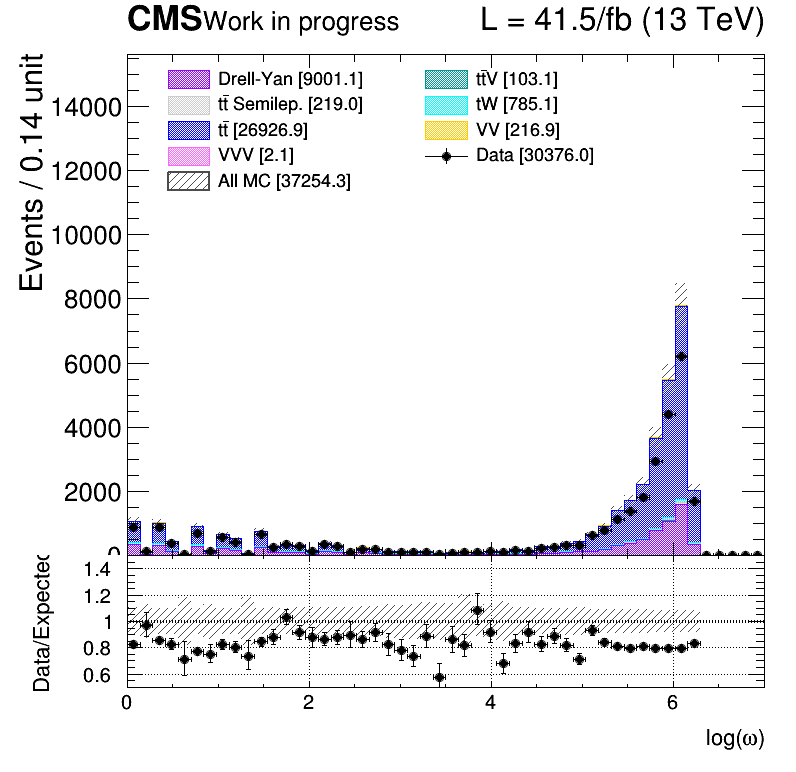 CMS Work in progress L = 41.5/fb (13 TeV)
Events / 0.14 unit
14000
12000
10000
8000
6000
4000
2000
0
Drell-Yan [9001.1]
tt̄ Semilep. [219.0]
tt̄ [26926.9]
VVV [2.1]
All MC [37254.3]
tt̄V [103.1]
tW [785.1]
VV [216.9]
Data [30376.0]
Data/Expected
1.4
1.2
1
0.8
0.6
0 2 4 6
log(ω)